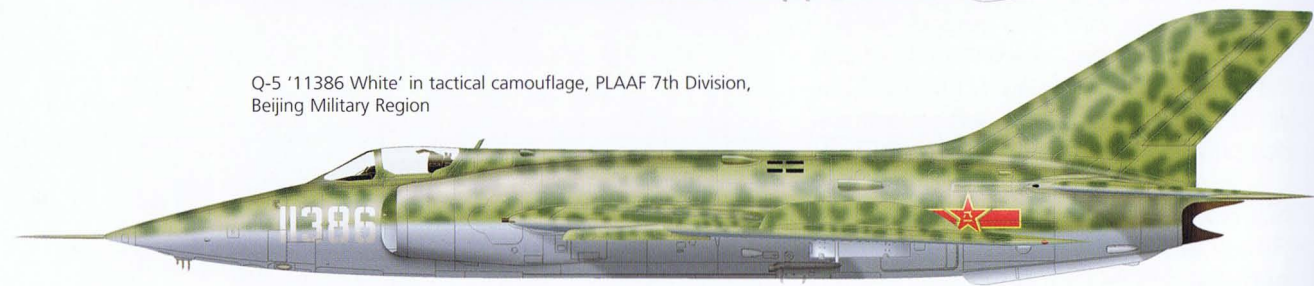 Q-5 '11386 White' in tactical camouflage, PLAAF 7th Division,
Beijing Military Region
11386